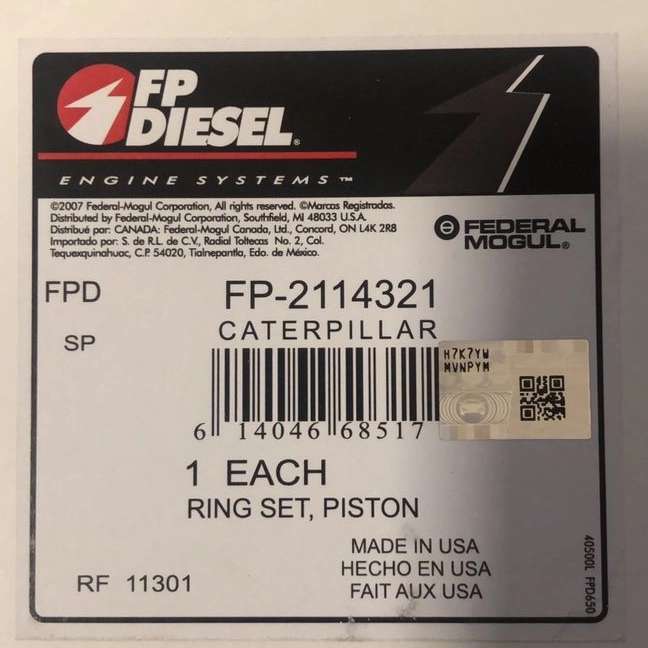 FP
DIESEL®
ENGINE SYSTEMS™
©2007 Federal-Mogul Corporation, All rights reserved. ©Marcas Registradas.
Distributed by Federal-Mogul Corporation, Southfield, MI 48033 U.S.A.
Distribué par: CANADA: Federal-Mogul Canada, Ltd., Concord, ON L4K 2R8
Importado por: S. de R.L. de C.V., Radial Toltecas No. 2, Col.
Tequexquinahuac, C.P. 54020, Tlalnepantla, Edo. de México.
FEDERAL
MOGUL®
FPD
FP-2114321
SP
CATERPILLAR
H7K7YW
MVNPYM
6 14046 68517
1 EACH
RING SET, PISTON
MADE IN USA
HECHO EN USA
RF 11301
FAIT AUX USA
40500L FPD650